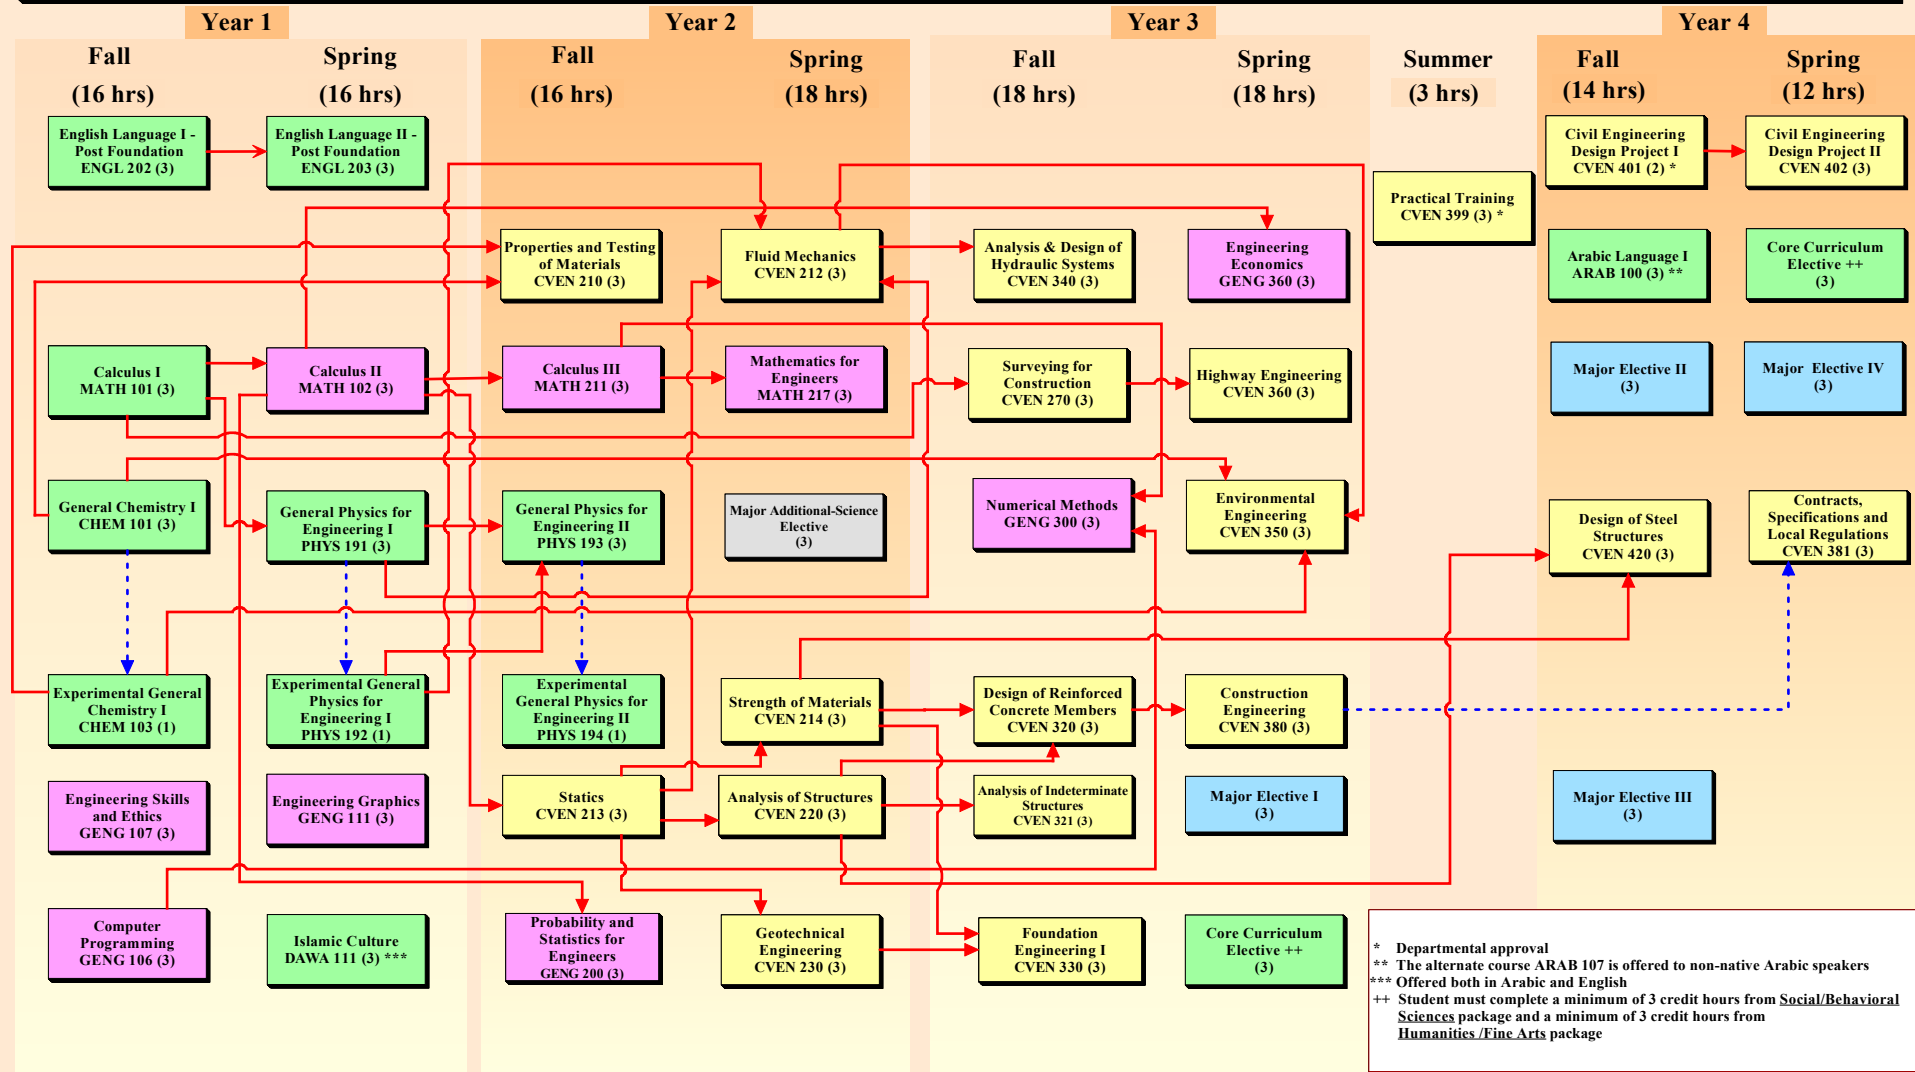 Year 1
Year 2
Year 3
Year 4
Fall
(16 hrs)
Spring
(16 hrs)
Fall
(16 hrs)
Spring
(18 hrs)
Fall
(18 hrs)
Spring
(18 hrs)
Summer
(3 hrs)
Fall
(14 hrs)
Spring
(12 hrs)
English Language I -
Post Foundation
ENGL 202 (3)
English Language II -
Post Foundation
ENGL 203 (3)
Civil Engineering
Design Project I
CVEN 401 (2) *
Civil Engineering
Design Project II
CVEN 402 (3)
Practical Training
CVEN 399 (3) *
Properties and Testing
of Materials
CVEN 210 (3)
Fluid Mechanics
CVEN 212 (3)
Analysis & Design of
Hydraulic Systems
CVEN 340 (3)
Engineering
Economics
GENG 360 (3)
Arabic Language I
ARAB 100 (3) **
Core Curriculum
Elective ++
(3)
Calculus I
MATH 101 (3)
Calculus II
MATH 102 (3)
Calculus III
MATH 211 (3)
Mathematics for
Engineers
MATH 217 (3)
Surveying for
Construction
CVEN 270 (3)
Highway Engineering
CVEN 360 (3)
Major Elective II
(3)
Major Elective IV
(3)
General Chemistry I
CHEM 101 (3)
General Physics for
Engineering I
PHYS 191 (3)
General Physics for
Engineering II
PHYS 193 (3)
Major Additional-Science
Elective
(3)
Numerical Methods
GENG 300 (3)
Environmental
Engineering
CVEN 350 (3)
Design of Steel
Structures
CVEN 420 (3)
Contracts,
Specifications and
Local Regulations
CVEN 381 (3)
Experimental General
Chemistry I
CHEM 103 (1)
Experimental General
Physics for
Engineering I
PHYS 192 (1)
Experimental
General Physics for
Engineering II
PHYS 194 (1)
Strength of Materials
CVEN 214 (3)
Design of Reinforced
Concrete Members
CVEN 320 (3)
Construction
Engineering
CVEN 380 (3)
Engineering Skills
and Ethics
GENG 107 (3)
Engineering Graphics
GENG 111 (3)
Statics
CVEN 213 (3)
Analysis of Structures
CVEN 220 (3)
Analysis of Indeterminate
Structures
CVEN 321 (3)
Major Elective I
(3)
Major Elective III
(3)
Computer
Programming
GENG 106 (3)
Islamic Culture
DAWA 111 (3) ***
Probability and
Statistics for
Engineers
GENG 200 (3)
Geotechnical
Engineering
CVEN 230 (3)
Foundation
Engineering I
CVEN 330 (3)
Core Curriculum
Elective ++
(3)
* Departmental approval
** The alternate course ARAB 107 is offered to non-native Arabic speakers
*** Offered both in Arabic and English
++ Student must complete a minimum of 3 credit hours from Social/Behavioral
Sciences package and a minimum of 3 credit hours from
Humanities /Fine Arts package